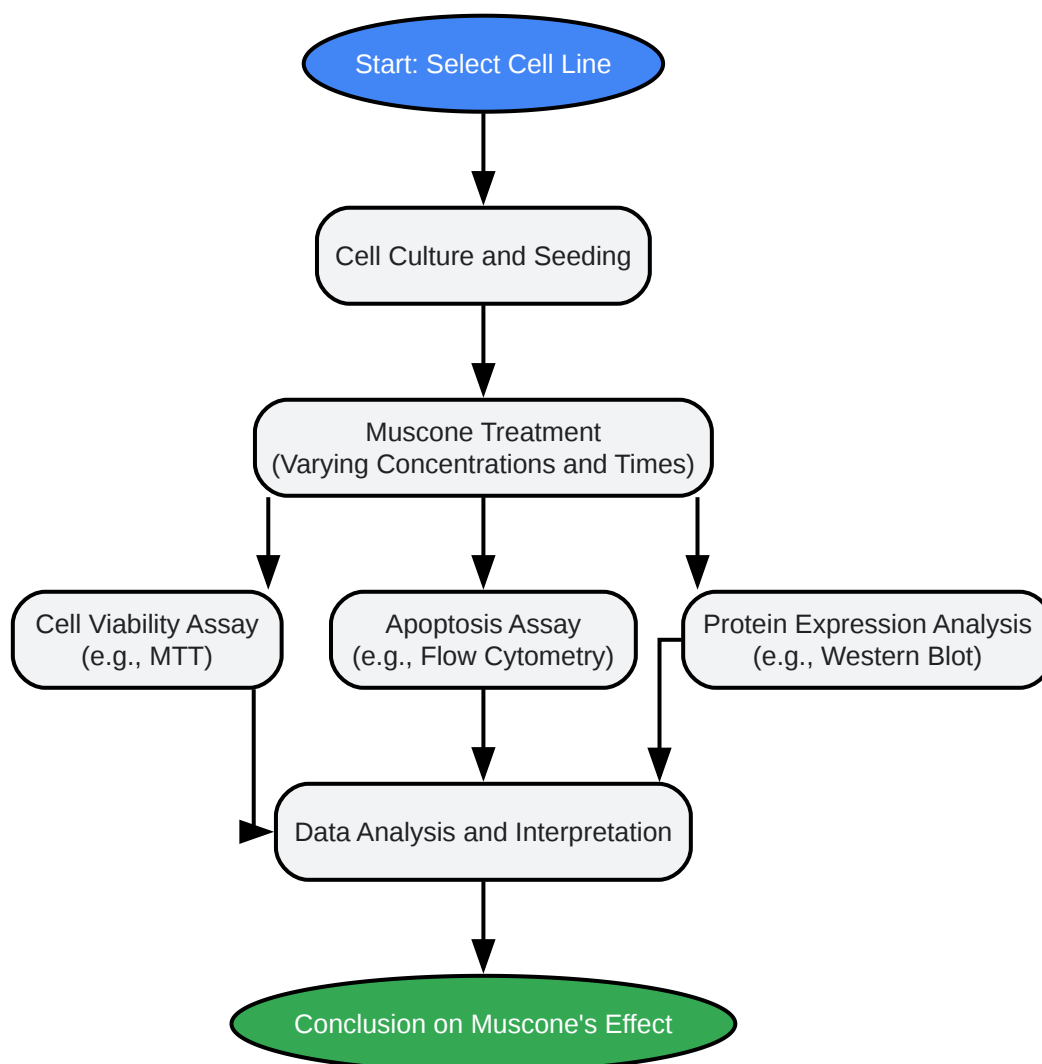 Start: Select Cell Line
Cell Culture and Seeding
Muscone Treatment
(Varying Concentrations and Times)
Cell Viability Assay
(e.g., MTT)
Apoptosis Assay
(e.g., Flow Cytometry)
Protein Expression Analysis
(e.g., Western Blot)
Data Analysis and Interpretation
Conclusion on Muscone's Effect